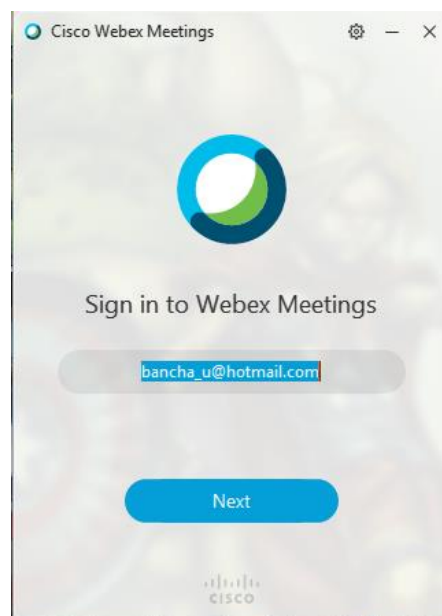 Cisco Webex Meetings
Sign in to Webex Meetings
bancha_u@hotmail.com
Next
CISCO